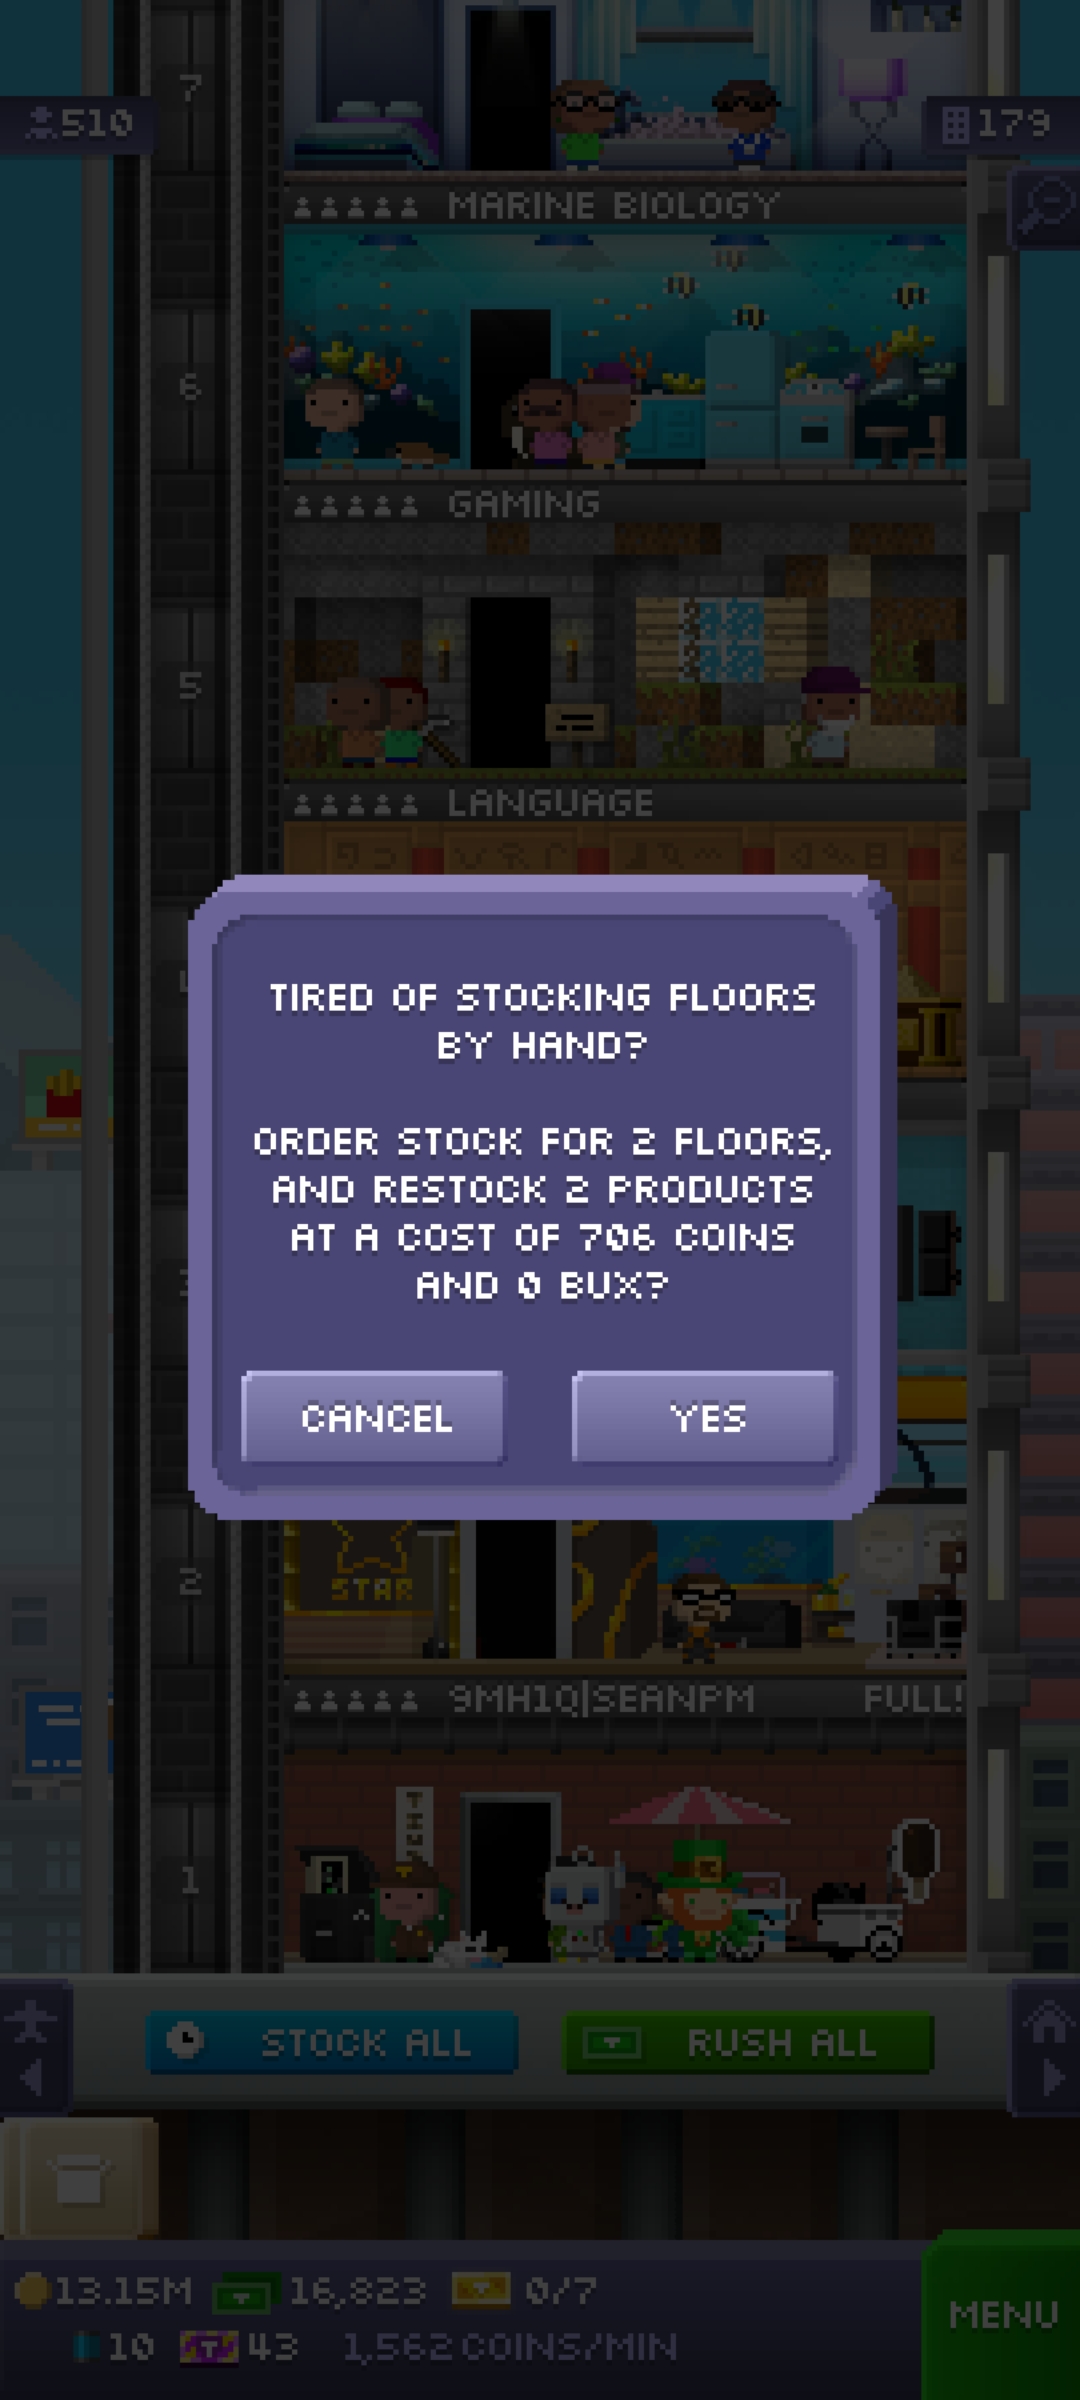 7
510
179
MARINE BIOLOGY
6
GAMING
5
LANGUAGE
TIRED OF STOCKING FLOORS
BY HAND?
ORDER STOCK FOR 2 FLOORS,
AND RESTOCK 2 PRODUCTS
AT A COST OF 706 COINS
AND 0 BUX?
CANCEL
YES
2
STAR
9MH1Q|SEANPM
FULL!
1
STOCK ALL
RUSH ALL
13.15M
16,823
0/7
MENU
10
43
1,562 COINS/MIN